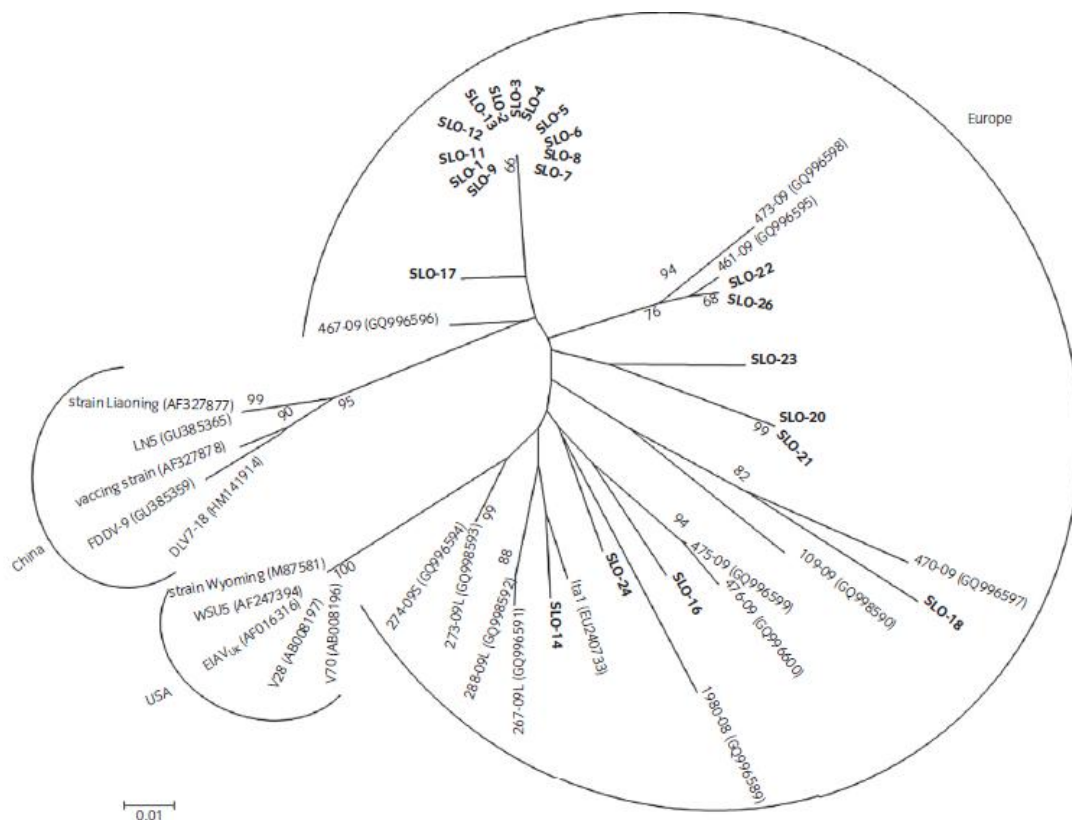 Europe
SLO-3
SLO-2
SLO-4
SLO-13
SLO-5
SLO-12
SLO-6
SLO-11
SLO-8
SLO-1
SLO-7
SLO-9
99
473-09 (GQ996598)
461-09 (GQ996595)
94
SLO-22
SLO-26
68
76
SLO-17
467-09 (GQ996596)
SLO-23
SLO-20
99
SLO-21
strain Liaoning (AF327877)
99
90
95
LN5 (GU385365)
vaccing strain (AF327878)
FDDV-9 (GU385359)
DLV7-18 (HM141914)
China
82
470-09 (GQ996597)
SLO-18
109-09 (GQ998590)
94
475-09 (GQ996599)
476-09 (GQ996600)
SLO-16
SLO-24
1980-08 (GQ996589)
Ita1 (EU240733)
SLO-14
267-09L (GQ996591)
288-09L (GQ998592)
88
273-09L (GQ998593)
99
274-09S (GQ996594)
100
strain Wyoming (M87581)
WSU5 (AF247394)
EIAVUK (AF016316)
V28 (AB008197)
V70 (AB008196)
USA
0.01